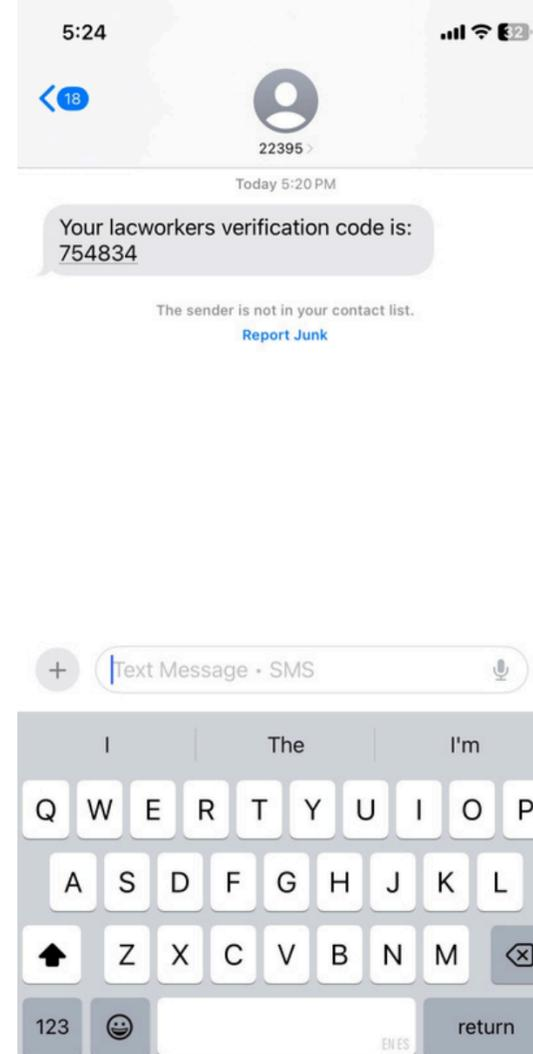 5:24
32
18
22395
Today 5:20 PM
Your lacworkers verification code is:
754834
The sender is not in your contact list.
Report Junk
Text Message • SMS
I The I'm
Q W E R T Y U I O P
A S D F G H J K L
Z X C V B N M
123 EN ES return